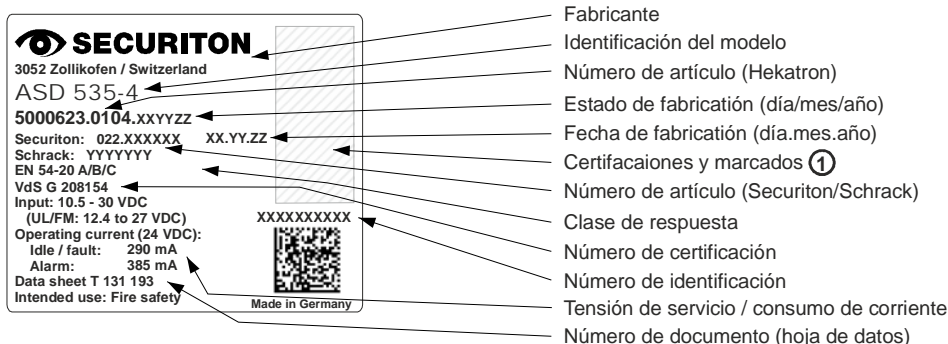 SECURITON
3052 Zollikofen / Switzerland
ASD 535-4
5000623.0104.XXYYZZ
Securiton: 022.XXXXXX XX.YY.ZZ
Schrack: YYYYYYY
EN 54-20 A/B/C
VdS G 208154
Input: 10.5 - 30 VDC
(UL/FM: 12.4 to 27 VDC)
Operating current (24 VDC):
Idle / fault: 290 mA
Alarm: 385 mA
Data sheet T 131 193
Intended use: Fire safety
XXXXXXXXXX
Made in Germany
Fabricante
Identificación del modelo
Número de artículo (Hekatron)
Estado de fabricatión (día/mes/año)
Fecha de fabricatión (día.mes.año)
Certifacaiones y marcados 1
Número de artículo (Securiton/Schrack)
Clase de respuesta
Número de certificación
Número de identificación
Tensión de servicio / consumo de corriente
Número de documento (hoja de datos)